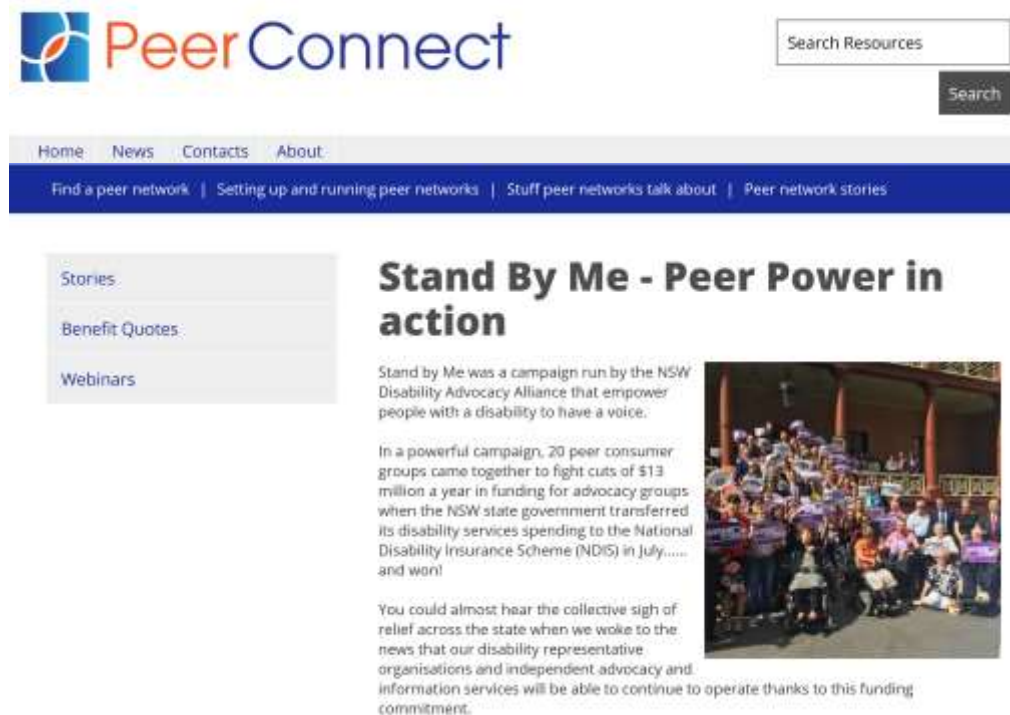 PeerConnect
Search Resources
Search
Home News Contacts About
Find a peer network | Setting up and running peer networks | Stuff peer networks talk about | Peer network stories
Stories
Benefit Quotes
Webinars
Stand By Me - Peer Power in
action
Stand by Me was a campaign run by the NSW
Disability Advocacy Alliance that empower
people with a disability to have a voice.
In a powerful campaign, 20 peer consumer
groups came together to fight cuts of $13
million a year in funding for advocacy groups
when the NSW state government transferred
its disability services spending to the National
Disability Insurance Scheme (NDIS) in July......
and won!
You could almost hear the collective sigh of
relief across the state when we woke to the
news that our disability representative
organisations and independent advocacy and
information services will be able to continue to operate thanks to this funding
commitment.